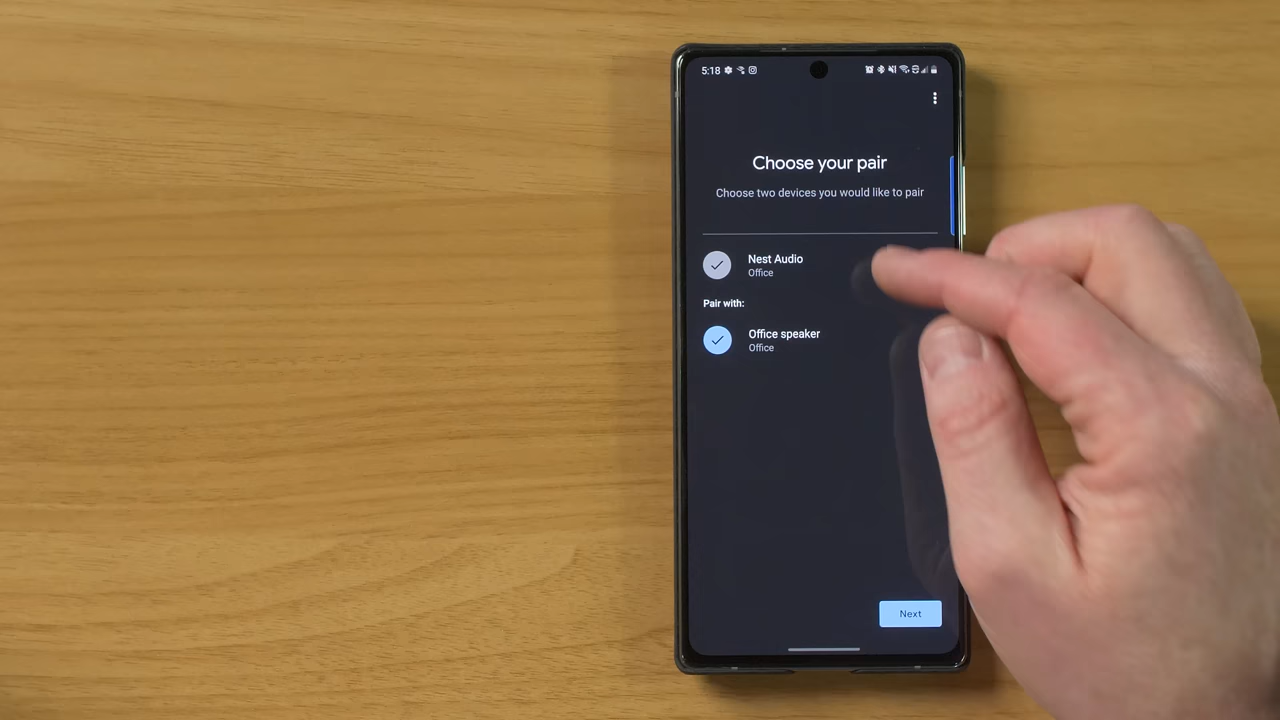 5:18
Choose your pair
Choose two devices you would like to pair
Nest Audio
Office
Pair with:
Office speaker
Office
Next